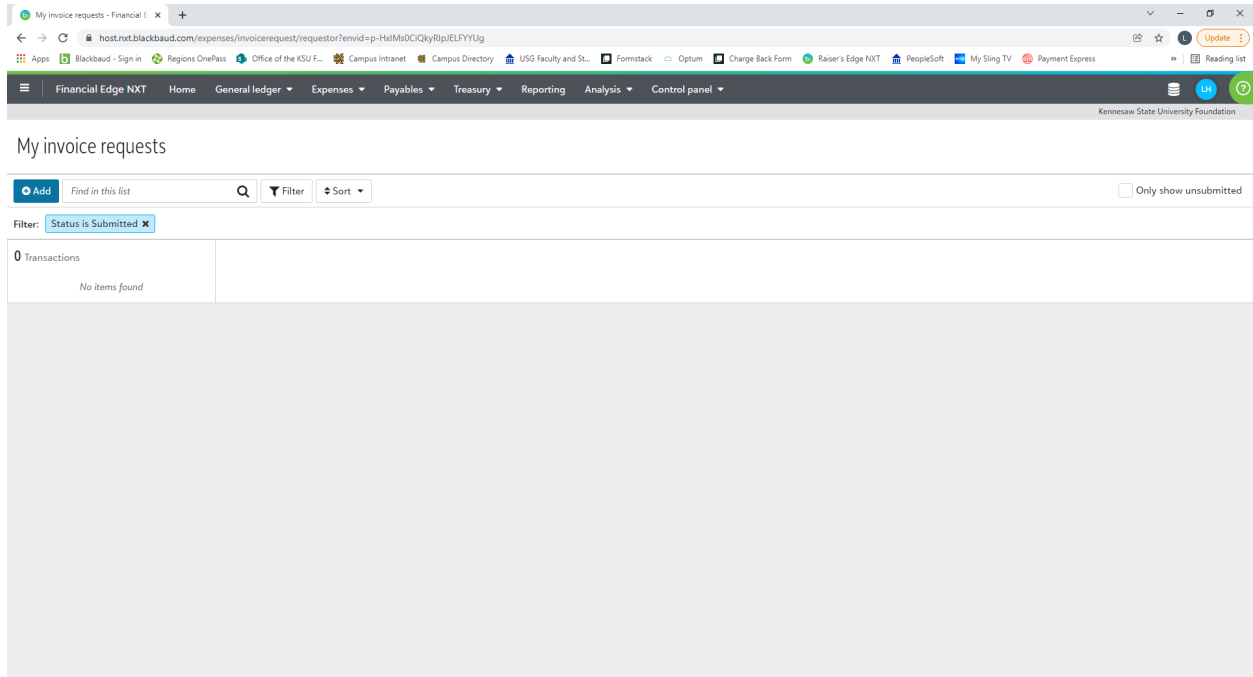 My invoice requests - Financial E
host.nxt.blackbaud.com/expenses/invoicerequest/requestor?envid=p-HxlMs0CiQkyRlpJELFYYUg
L Update
Apps Blackbaud - Sign in Regions OnePass Office of the KSU F... Campus Intranet Campus Directory USG Faculty and St... Formstack Optum Charge Back Form Raiser's Edge NXT PeopleSoft My Sling TV Payment Express » Reading list
Financial Edge NXT Home General ledger Expenses Payables Treasury Reporting Analysis Control panel LH ?
Kennesaw State University Foundation
My invoice requests
Add Find in this list Filter Sort Only show unsubmitted
Filter: Status is Submitted
0 Transactions
No items found